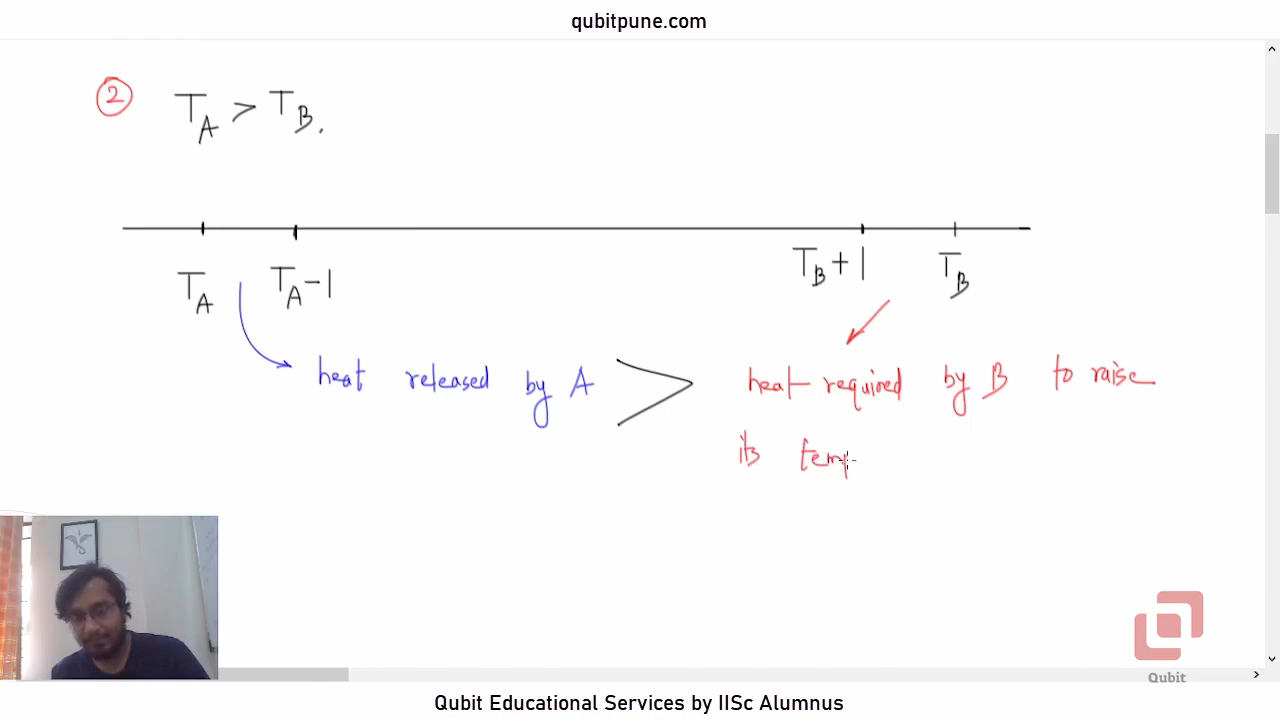 qubitpune.com
2 T_A > T_B.
T_A T_A-1 T_B+1 T_B
heat released by A > heat required by B to raise
its temp
Qubit
Qubit Educational Services by IISc Alumnus